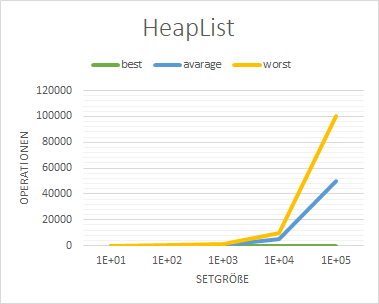 HeapList
best avarage worst
120000
100000
80000
60000
40000
20000
0
OPERATIONEN
1E+01 1E+02 1E+03 1E+04 1E+05
SETGRÖßE